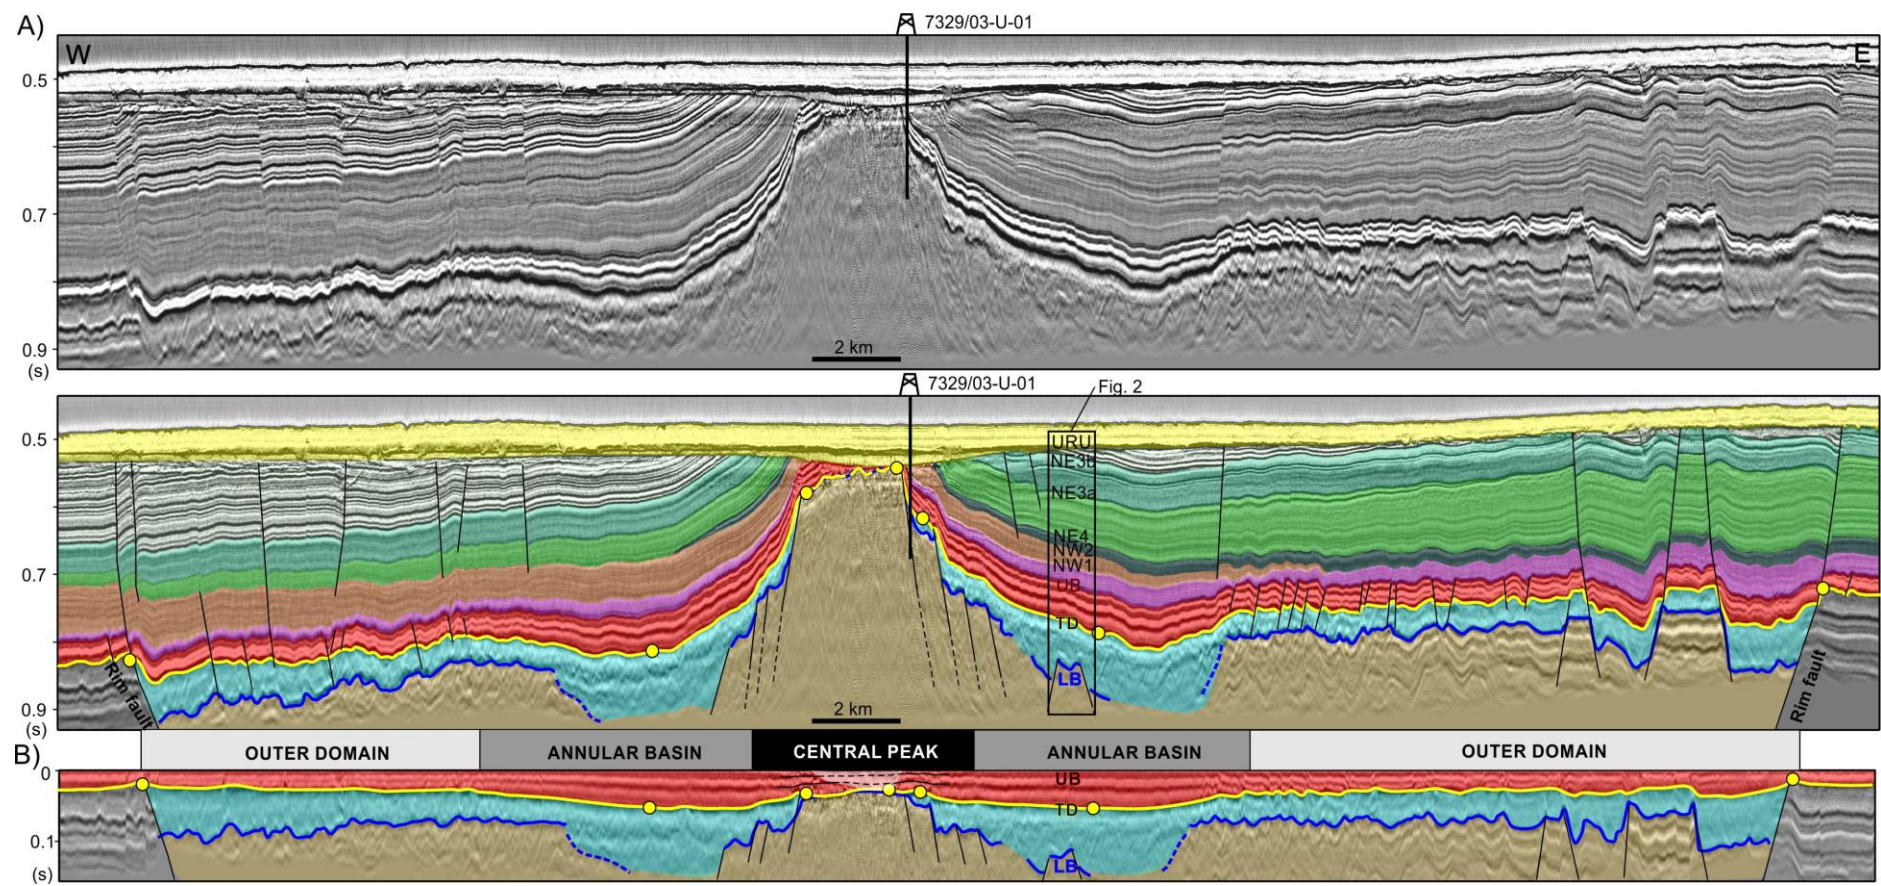 A)
7329/03-U-01
W
E
0.5
0.7
0.9
(s)
2 km
7329/03-U-01
Fig. 2
0.5
0.7
0.9
(s)
URU
NE3b
NE3a
NE4
NW2
NW1
UB
TD
LB
Rim fault
Rim fault
2 km
OUTER DOMAIN
ANNULAR BASIN
CENTRAL PEAK
ANNULAR BASIN
OUTER DOMAIN
B)
0
0.1
(s)
UB
TD
LB